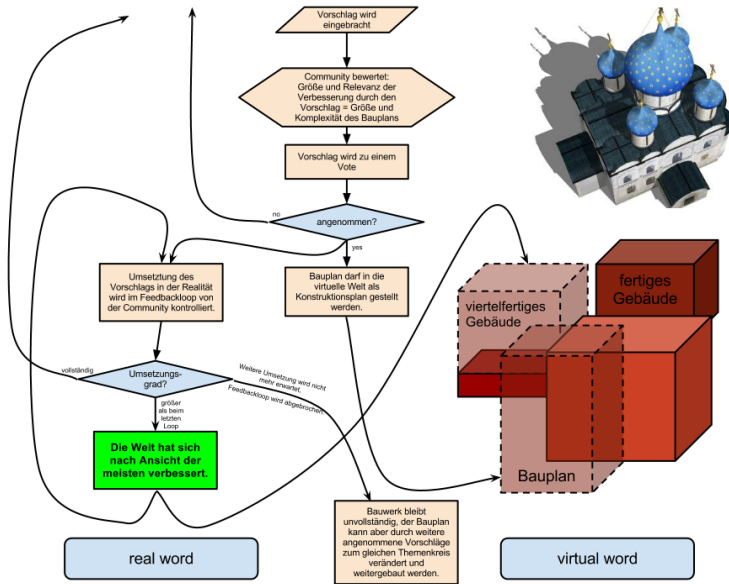 Vorschlag wird
eingebracht
Community bewertet:
Größe und Relevanz der
Verbesserung durch den
Vorschlag = Größe und
Komplexität des Bauplans
Vorschlag wird zu einem
Vote
no
angenommen?
yes
Umsetztung des
Vorschlags in der Realität
wird im Feedbackloop von
der Community kontrolliert.
Bauplan darf in die
virtuelle Welt als
Konstruktionsplan gestellt
werden.
viertelfertiges
Gebäude
fertiges
Gebäude
vollständig
Umsetzungs-
grad?
Weitere Umsetzung wird nicht
mehr erwartet.
Feedbackloop wird abgebrochen.
größer
als beim
letzten
Loop
Die Welt hat sich
nach Ansicht der
meisten verbessert.
Bauplan
Bauwerk bleibt
unvollständig, der Bauplan
kann aber durch weitere
angenommene Vorschläge
zum gleichen Themenkreis
verändert und
weitergebaut werden.
real word
virtual word